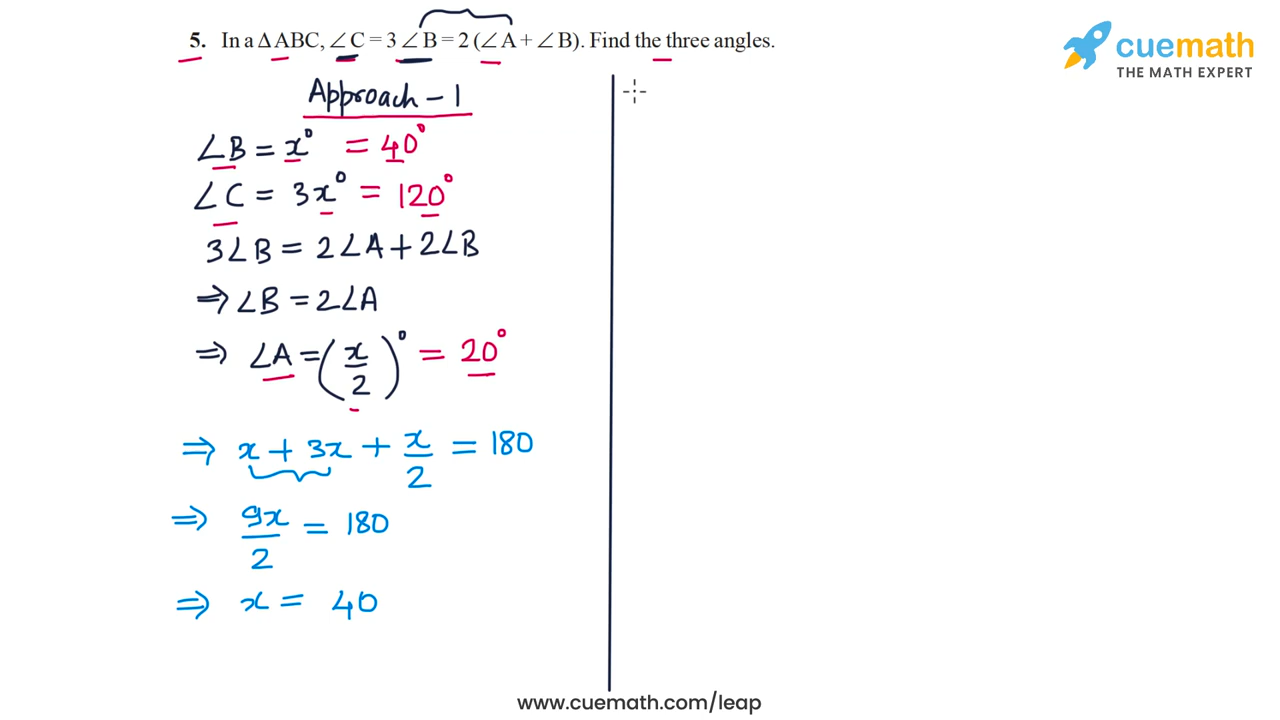 5. In a Δ ABC, ∠C = 3 ∠B = 2 (∠A + ∠B). Find the three angles.
cuemath
THE MATH EXPERT
Approach - 1
∠B = x° = 40°
∠C = 3x° = 120°
3∠B = 2∠A + 2∠B
⇒ ∠B = 2∠A
⇒ ∠A = (x/2)° = 20°
⇒ x + 3x + x/2 = 180
⇒ 9x/2 = 180
⇒ x = 40
www.cuemath.com/leap